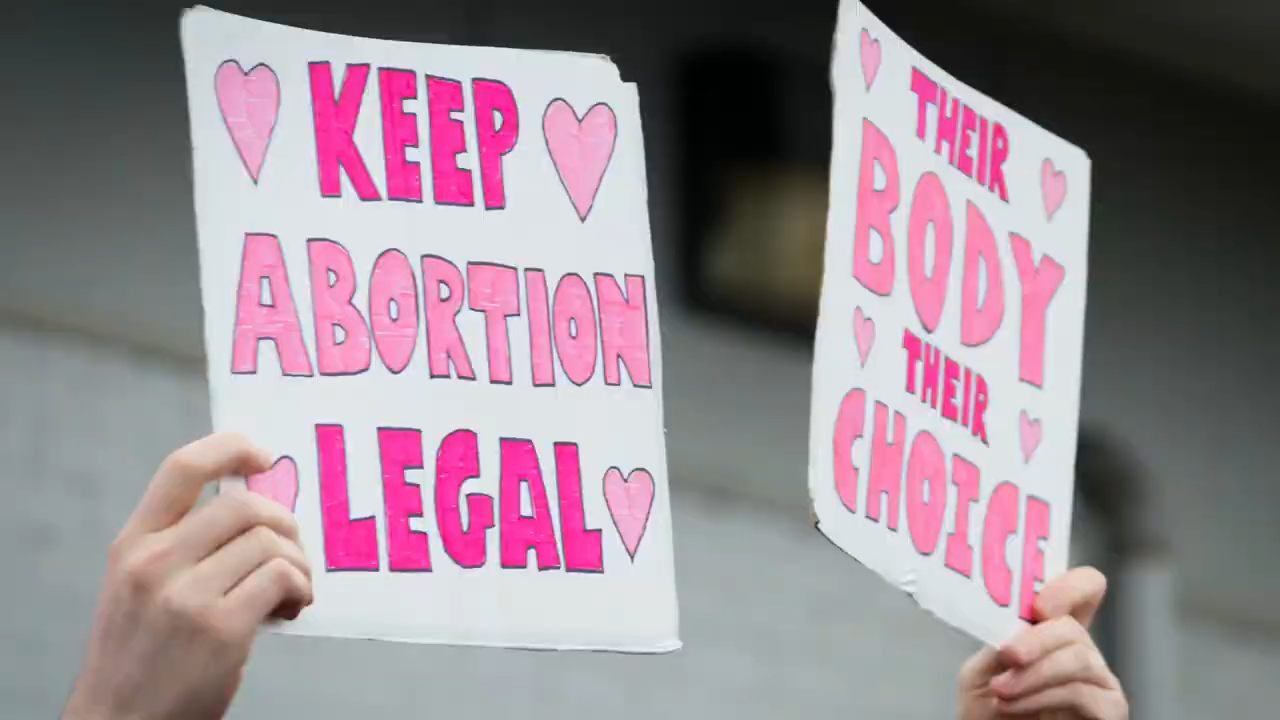 KEEP
ABORTION
LEGAL
THEIR
BODY
THEIR
CHOICE